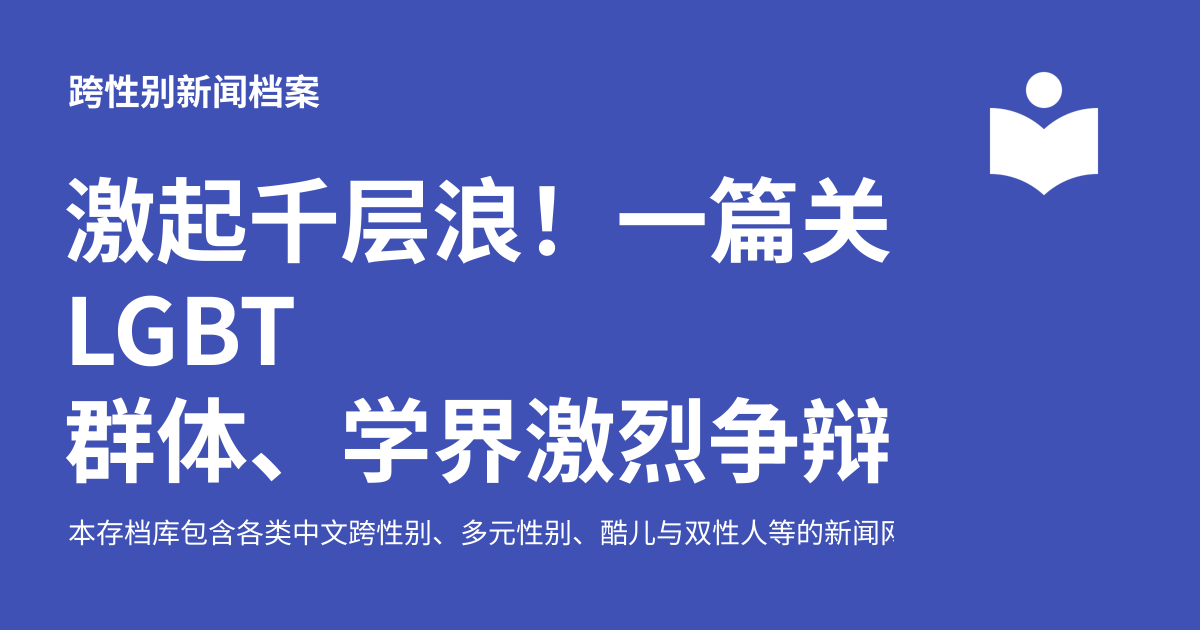 跨性别新闻档案
激起千层浪！一篇关
LGBT
群体、学界激烈争辩
本存档库包含各类中文跨性别、多元性别、酷儿与双性人等的新闻